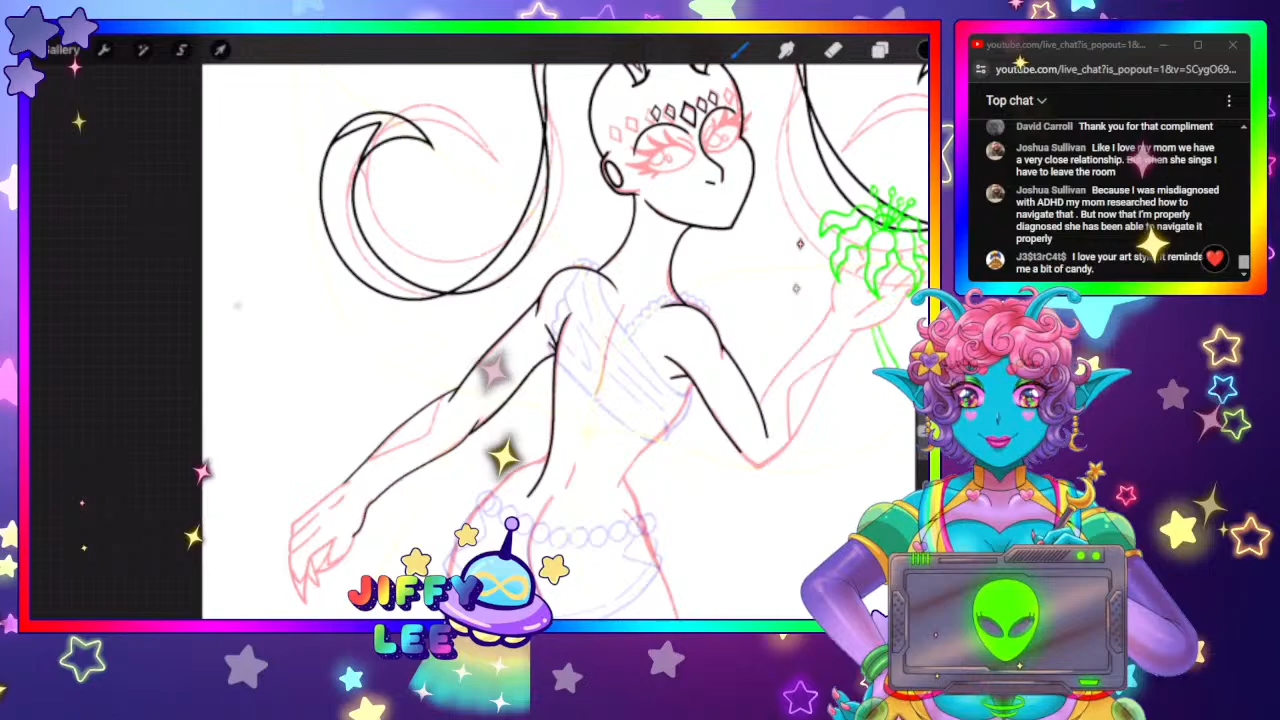 allery
youtube.com/live_chat?is_popout=1&!...
youtube.com/live_chat?is_popout=1&v=SCygO69...
Top chat
David Carroll Thank you for that compliment
Joshua Sullivan Like I love my mom we have
a very close relationship. But when she sings I
have to leave the room
Joshua Sullivan Because I was misdiagnosed
with ADHD my mom researched how to
navigate that . But now that I'm properly
diagnosed she has been able to navigate it
properly
J3$t3rC4t$ I love your art style it reminds
me a bit of candy.
JIFFY
LEE